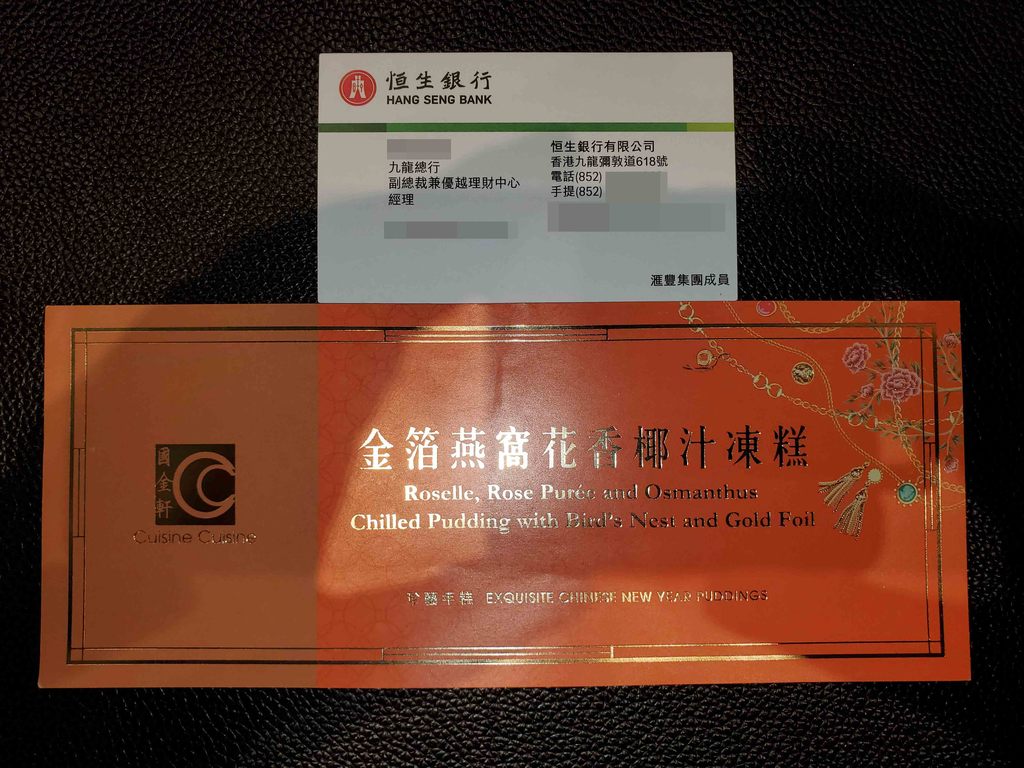 恒生銀行
HANG SENG BANK
九龍總行
副總裁兼優越理財中心
經理
恒生銀行有限公司
香港九龍彌敦道618號
電話(852)
手提(852)
滙豐集團成員
國金軒
Cuisine Cuisine
金箔燕窩花香椰汁凍糕
Roselle, Rose Purée and Osmanthus
Chilled Pudding with Bird's Nest and Gold Foil
珍藝年糕 EXQUISITE CHINESE NEW YEAR PUDDINGS